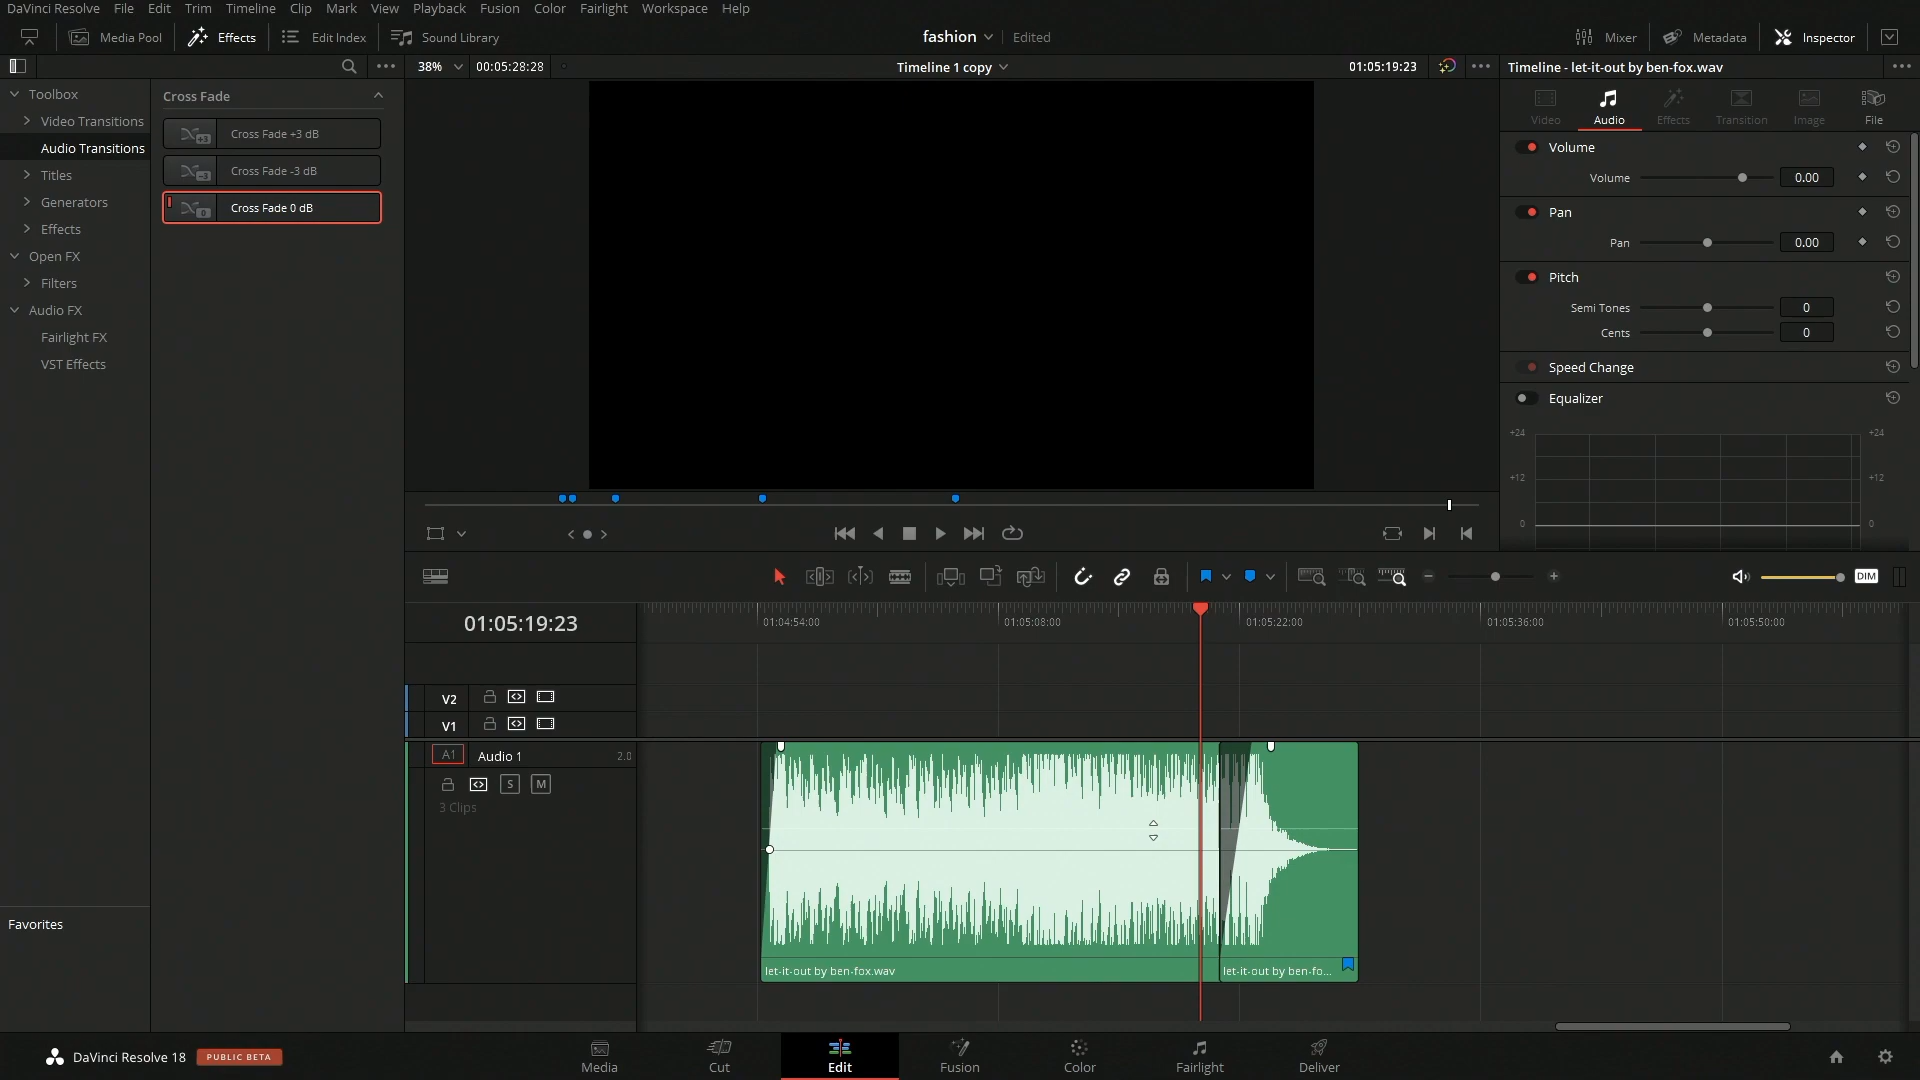 DaVinci Resolve File Edit Trim Timeline Clip Mark View Playback Fusion Color Fairlight Workspace Help
Media Pool Effects Edit Index Sound Library fashion Edited Mixer Metadata Inspector
38% 00:05:28:28 Timeline 1 copy 01:05:19:23 Timeline - let-it-out by ben-fox.wav
Toolbox
Video Transitions
Audio Transitions
Titles
Generators
Effects
Open FX
Filters
Audio FX
Fairlight FX
VST Effects
Favorites
Cross Fade
+3 Cross Fade +3 dB
-3 Cross Fade -3 dB
0 Cross Fade 0 dB
Video Audio Effects Transition Image File
Volume
Volume 0.00
Pan
Pan 0.00
Pitch
Semi Tones 0
Cents 0
Speed Change
Equalizer
+24 +24
+12 +12
0 0
DIM
01:05:19:23
01:04:54:00 01:05:08:00 01:05:22:00 01:05:36:00 01:05:50:00
V2
V1
A1 Audio 1 2.0
S M
3 Clips
let-it-out by ben-fox.wav let-it-out by ben-fo...
DaVinci Resolve 18 PUBLIC BETA
Media Cut Edit Fusion Color Fairlight Deliver